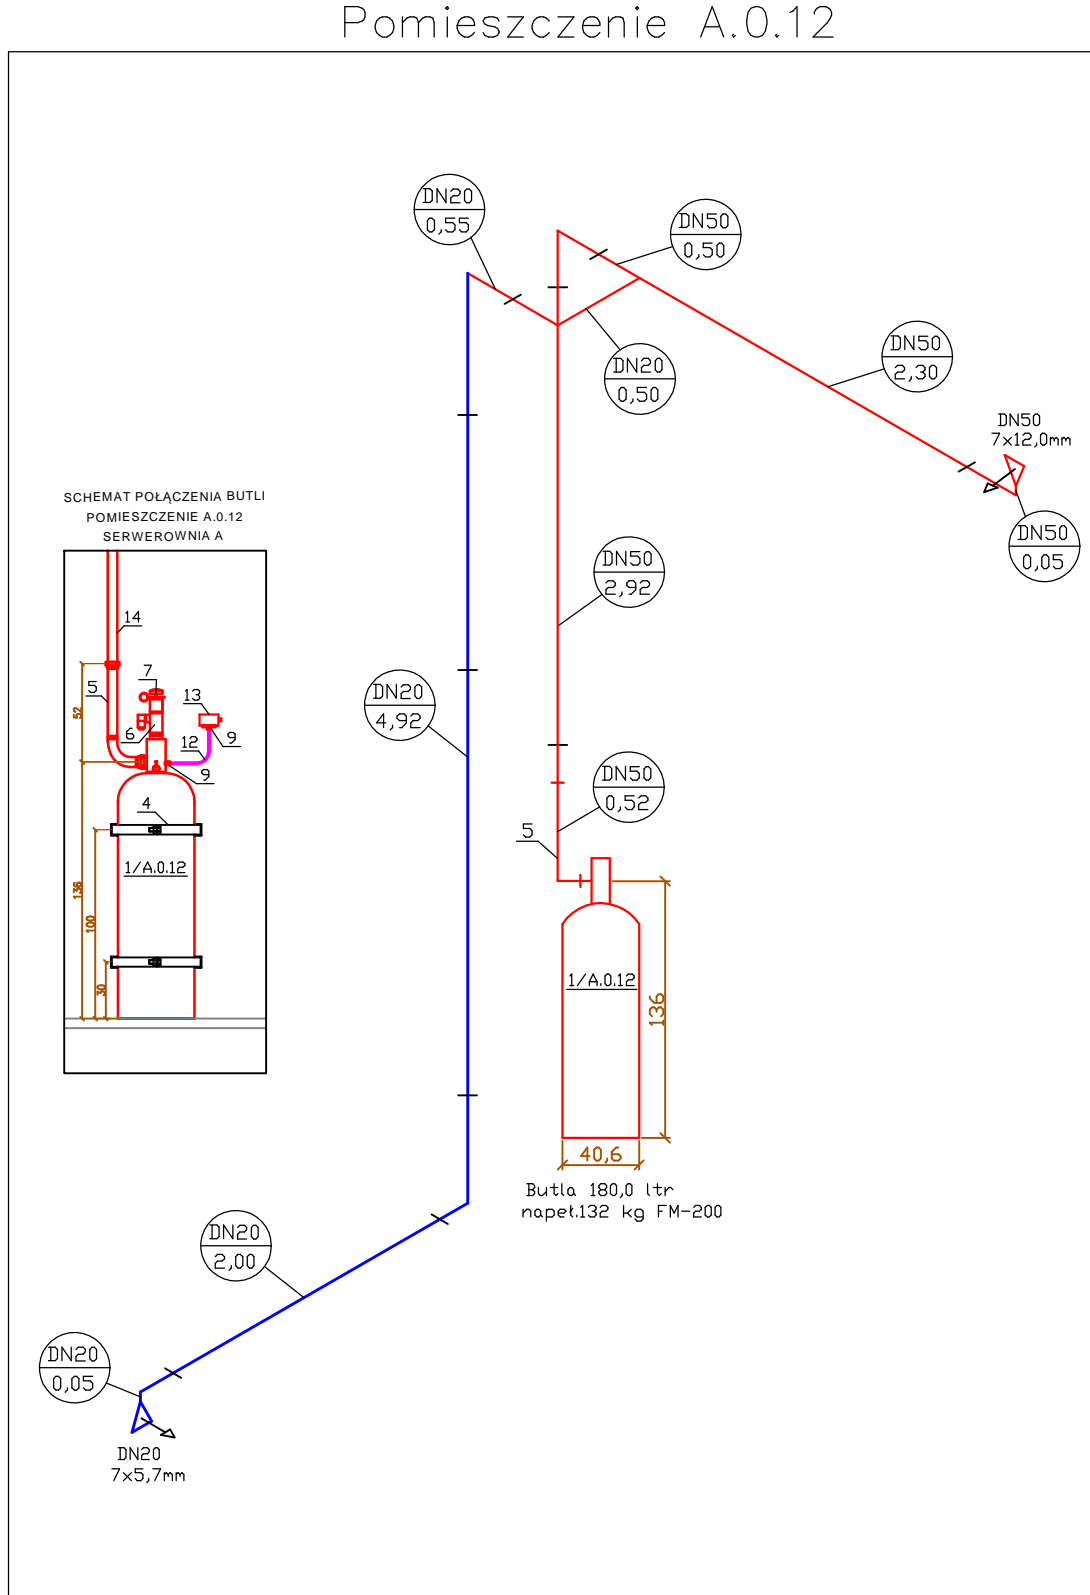 Pomieszczenie A.0.12
DN20
0,55
DN50
0,50
DN50
2,30
DN20
0,50
DN50
7x12,0mm
DN50
0,05
SCHEMAT POŁĄCZENIA BUTLI
POMIESZCZENIE A.0.12
SERWEROWNIA A
14
7
5
13
6
12
9
9
52
4
1/A.0.12
136
100
30
DN50
2,92
DN20
4,92
DN50
0,52
5
1/A.0.12
136
40,6
Butla 180,0 ltr
napeł.132 kg FM-200
DN20
2,00
DN20
0,05
DN20
7x5,7mm